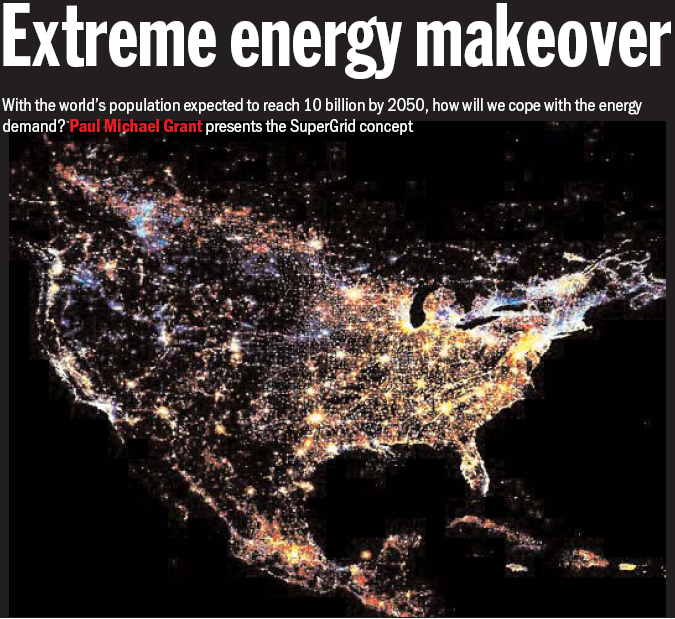 Extreme energy makeover
With the world's population expected to reach 10 billion by 2050, how will we cope with the energy
demand? Paul Michael Grant presents the SuperGrid concept